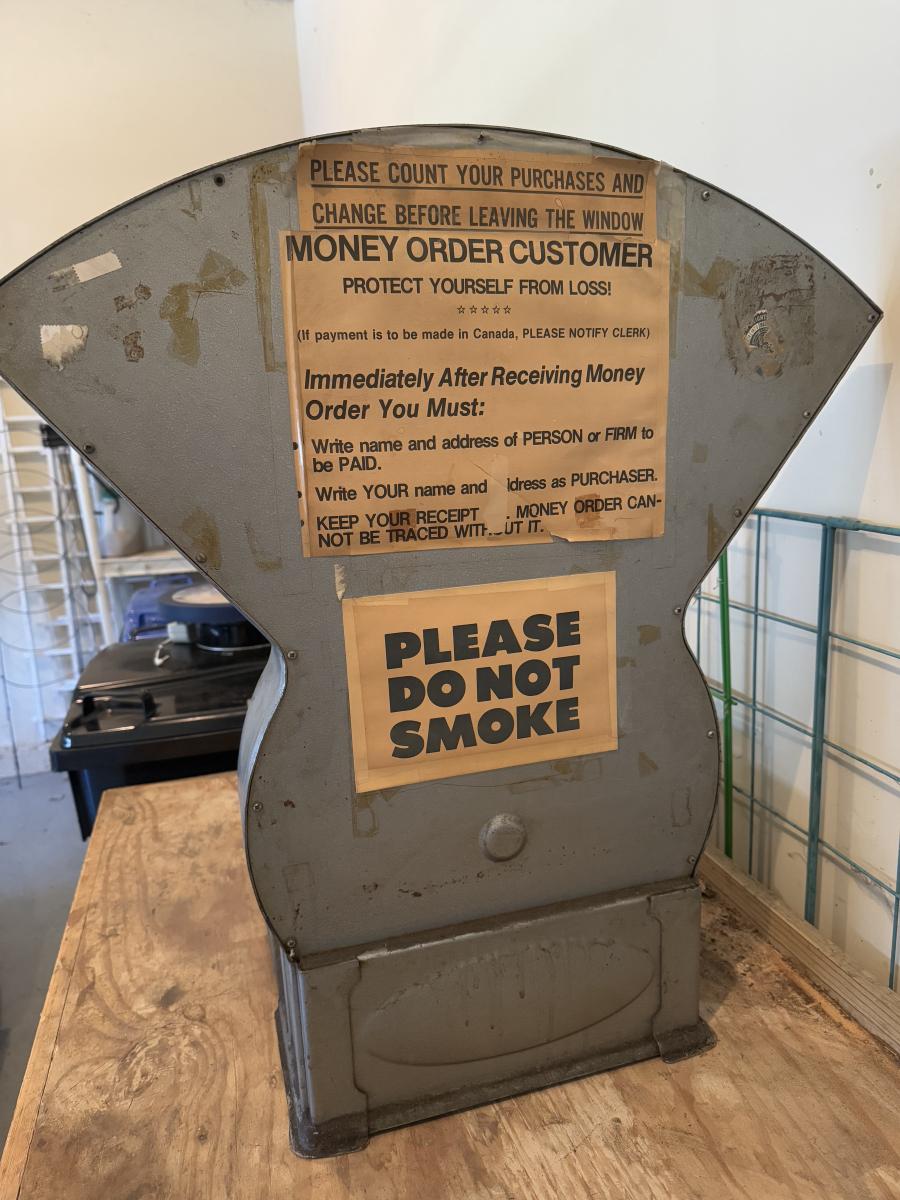 PLEASE COUNT YOUR PURCHASES AND
CHANGE BEFORE LEAVING THE WINDOW
MONEY ORDER CUSTOMER
PROTECT YOURSELF FROM LOSS!
☆☆☆☆☆
(If payment is to be made in Canada, PLEASE NOTIFY CLERK)
Immediately After Receiving Money
Order You Must:
• Write name and address of PERSON or FIRM to
be PAID.
• Write YOUR name and ddress as PURCHASER.
• KEEP YOUR RECEIPT . MONEY ORDER CAN-
NOT BE TRACED WITHOUT IT.
PLEASE
DO NOT
SMOKE